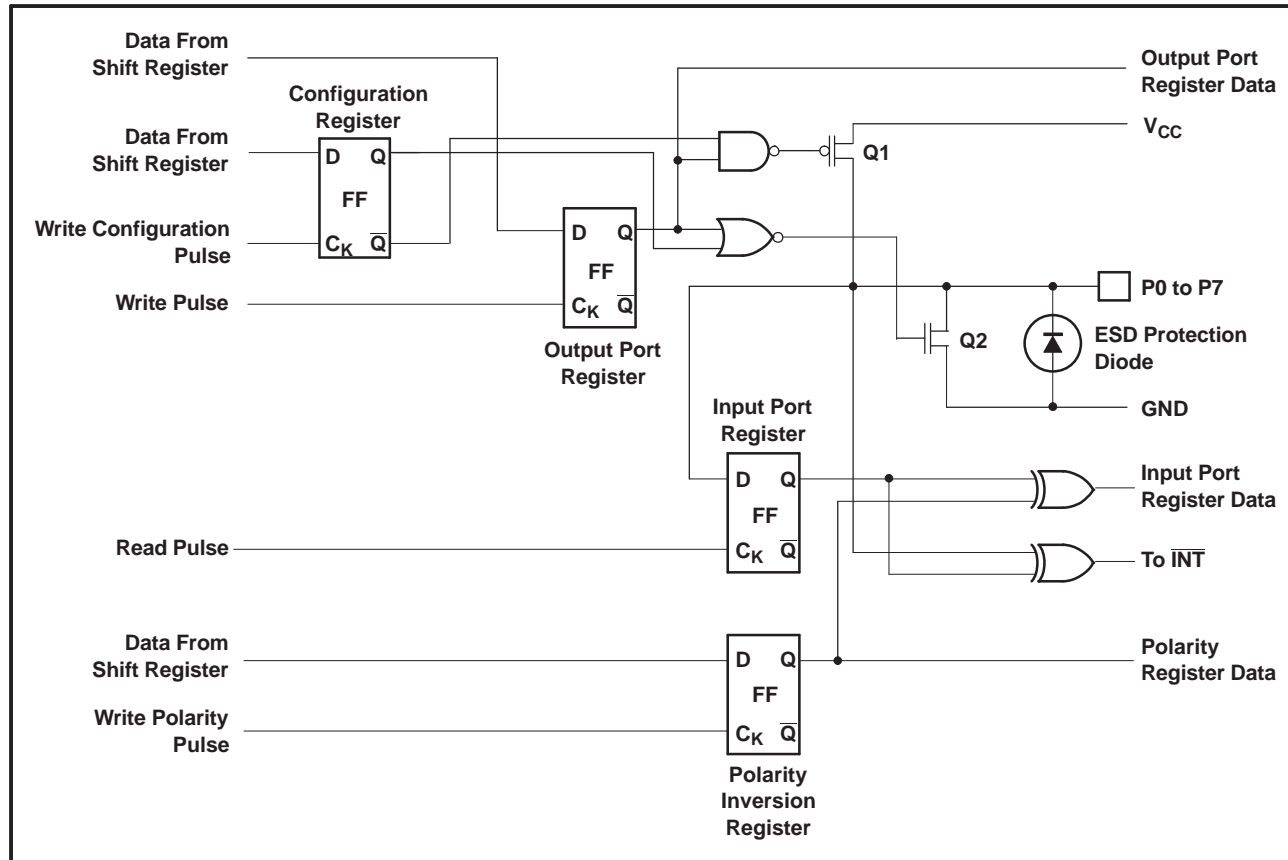 Data From
Shift Register
Output Port
Register Data
Configuration
Register
VCC
Data From
Shift Register
D Q
Q1
FF
Write Configuration
Pulse
CK Q̅
D Q
FF
Write Pulse
CK Q̅
P0 to P7
Q2
ESD Protection
Diode
Output Port
Register
GND
Input Port
Register
D Q
Input Port
Register Data
FF
Read Pulse
CK Q̅
To I̅N̅T̅
Data From
Shift Register
D Q
Polarity
Register Data
FF
Write Polarity
Pulse
CK Q̅
Polarity
Inversion
Register